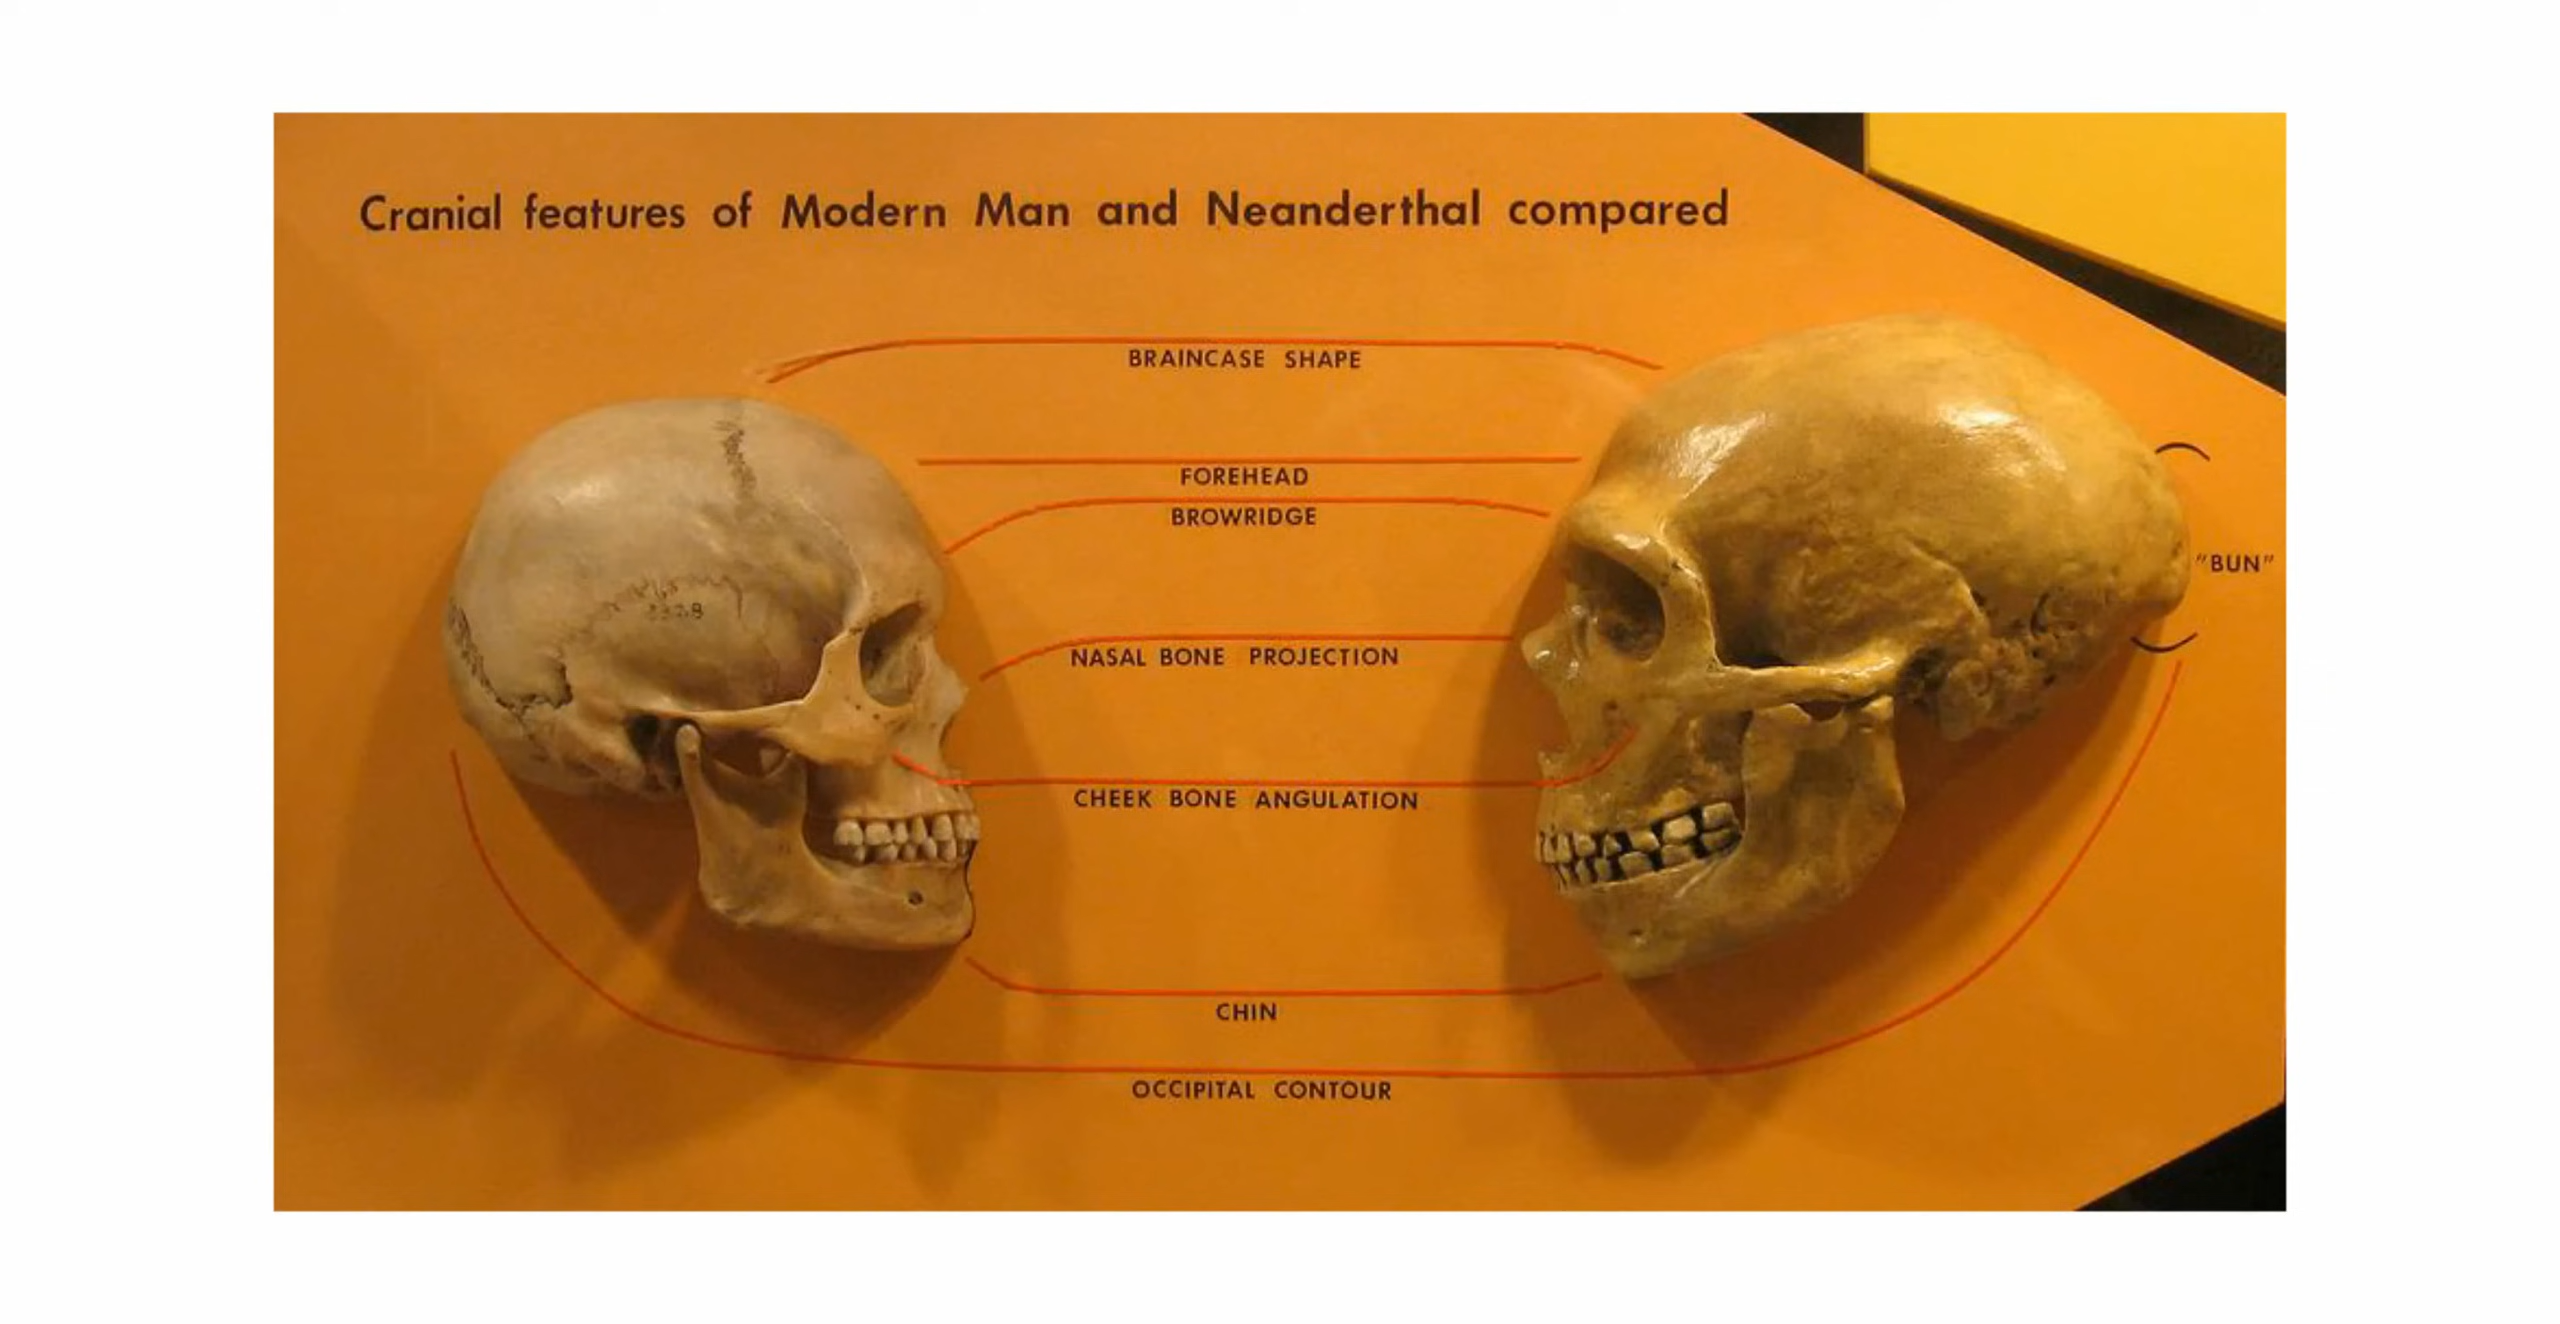 Cranial features of Modern Man and Neanderthal compared
BRAINCASE SHAPE
FOREHEAD
BROWRIDGE
"BUN"
NASAL BONE PROJECTION
CHEEK BONE ANGULATION
CHIN
OCCIPITAL CONTOUR